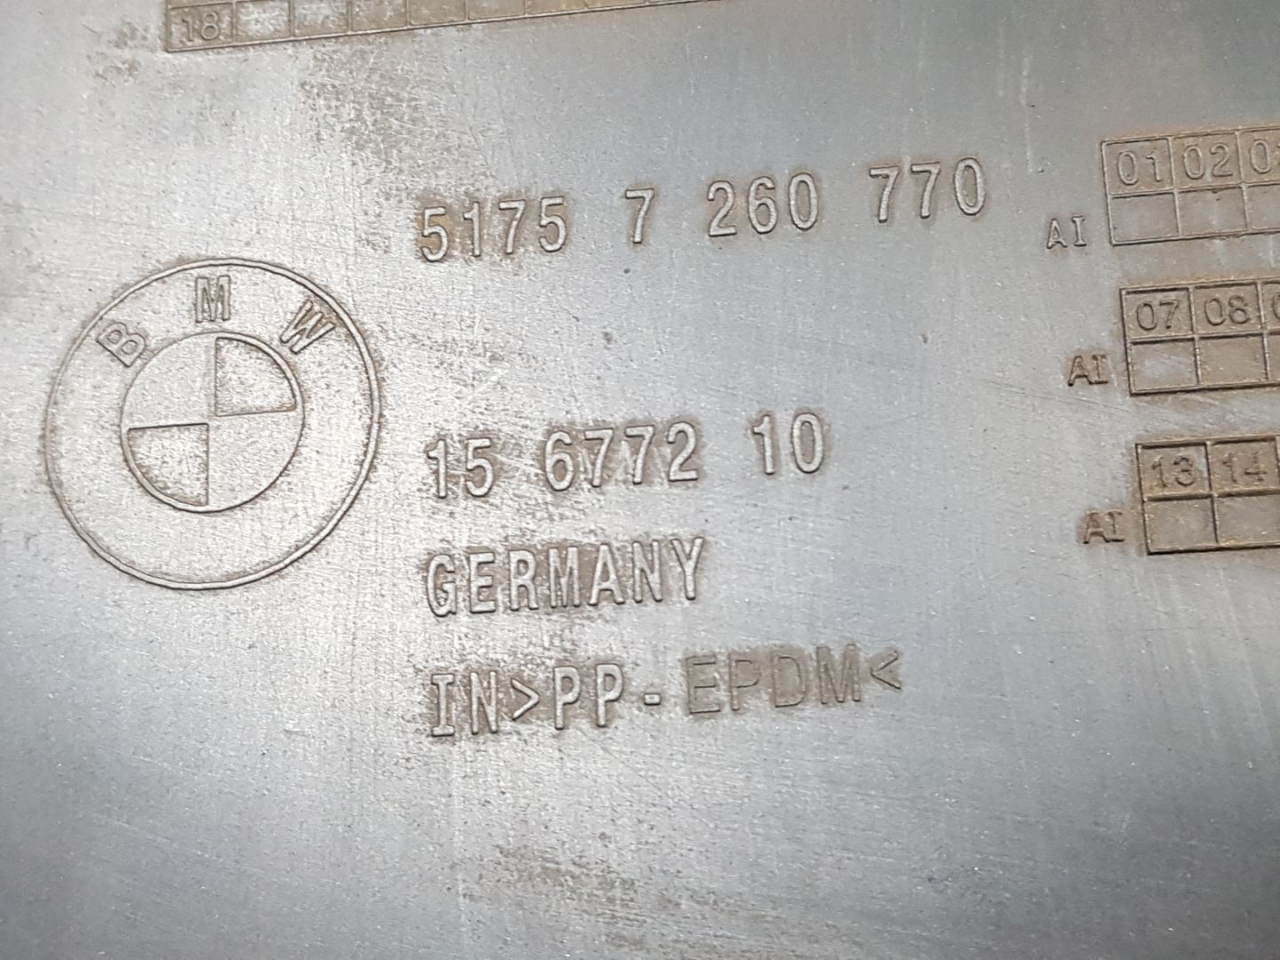 18
5175 7 260 770
01 02
AI
BMW
07 08
AI
15 6772 10
13 14
AI
GERMANY
IN>PP-EPDM<